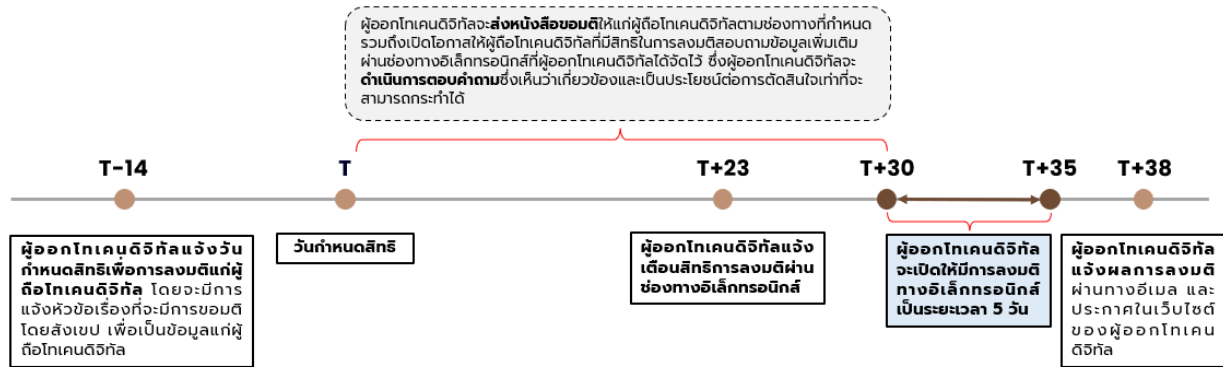 ผู้ออกโทเคนดิจิทัลจะส่งหนังสือขอมติให้แก่ผู้ถือโทเคนดิจิทัลตามช่องทางที่กำหนด
รวมถึงเปิดโอกาสให้ผู้ถือโทเคนดิจิทัลที่มีสิทธิในการลงมติสอบถามข้อมูลเพิ่มเติม
ผ่านช่องทางอิเล็กทรอนิกส์ที่ผู้ออกโทเคนดิจิทัลได้จัดไว้ ซึ่งผู้ออกโทเคนดิจิทัลจะ
ดำเนินการตอบคำถามซึ่งเห็นว่าเกี่ยวข้องและเป็นประโยชน์ต่อการตัดสินใจเท่าที่จะ
สามารถกระทำได้
T-14
T
T+23
T+30
T+35
T+38
ผู้ออกโทเคนดิจิทัลแจ้งวัน
กำหนดสิทธิเพื่อการลงมติแก่ผู้
ถือโทเคนดิจิทัล โดยจะมีการ
แจ้งหัวข้อเรื่องที่จะมีการขอมติ
โดยสังเขป เพื่อเป็นข้อมูลแก่ผู้
ถือโทเคนดิจิทัล
วันกำหนดสิทธิ
ผู้ออกโทเคนดิจิทัลแจ้ง
เตือนสิทธิการลงมติผ่าน
ช่องทางอิเล็กทรอนิกส์
ผู้ออกโทเคนดิจิทัล
จะเปิดให้มีการลงมติ
ทางอิเล็กทรอนิกส์
เป็นระยะเวลา 5 วัน
ผู้ออกโทเคนดิจิทัล
แจ้งผลการลงมติ
ผ่านทางอีเมล และ
ประกาศในเว็บไซต์
ของผู้ออกโทเคน
ดิจิทัล